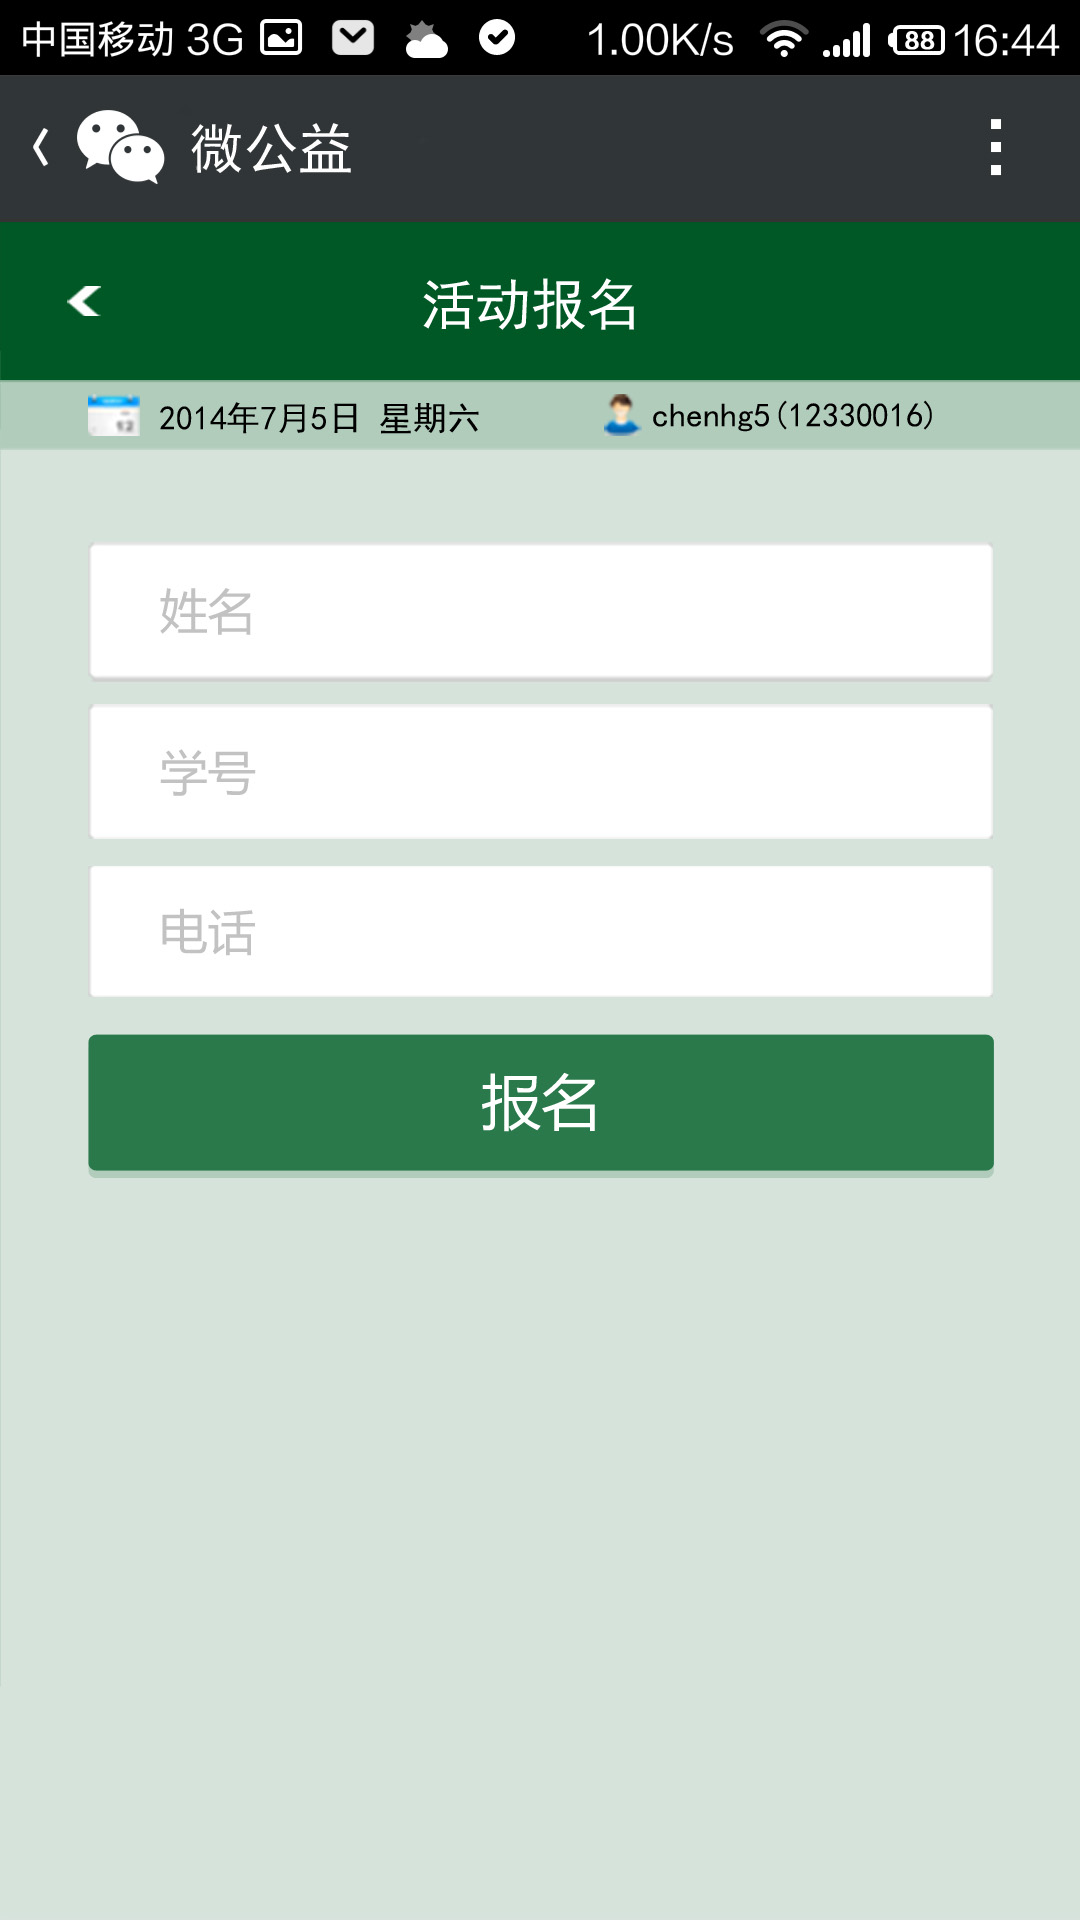 中国移动 3G 1.00K/s 88 16:44
微公益
活动报名
2014年7月5日 星期六 chenhg5(12330016)
姓名
学号
电话
报名